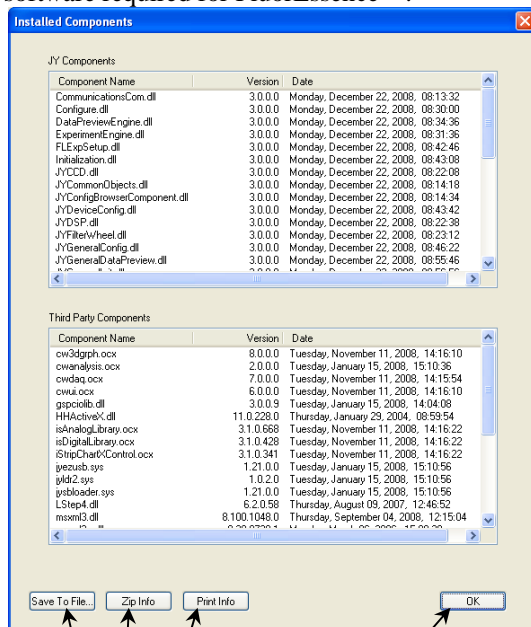 software required for FluorEssence
Installed Components
JY Components
Component Name Version Date
CommunicationsCom.dll 3.0.0.0 Monday, December 22, 2008, 08:13:32
Configure.dll 3.0.0.0 Monday, December 22, 2008, 08:30:00
DataPreviewEngine.dll 3.0.0.0 Monday, December 22, 2008, 08:34:36
ExperimentEngine.dll 3.0.0.0 Monday, December 22, 2008, 08:31:36
FLExpSetup.dll 3.0.0.0 Monday, December 22, 2008, 08:42:46
Initialization.dll 3.0.0.0 Monday, December 22, 2008, 08:43:08
JYCCD.dll 3.0.0.0 Monday, December 22, 2008, 08:22:08
JYCommonObjects.dll 3.0.0.0 Monday, December 22, 2008, 08:14:18
JYConfigBrowserComponent.dll 3.0.0.0 Monday, December 22, 2008, 08:14:34
JYDeviceConfig.dll 3.0.0.0 Monday, December 22, 2008, 08:43:42
JYDSP.dll 3.0.0.0 Monday, December 22, 2008, 08:22:38
JYFilterWheel.dll 3.0.0.0 Monday, December 22, 2008, 08:23:12
JYGeneralConfig.dll 3.0.0.0 Monday, December 22, 2008, 08:46:22
JYGeneralDataPreview.dll 3.0.0.0 Monday, December 22, 2008, 08:55:46
Third Party Components
Component Name Version Date
cw3dgrph.ocx 8.0.0.0 Tuesday, November 11, 2008, 14:16:10
cwanalysis.ocx 2.0.0.0 Tuesday, January 15, 2008, 15:10:36
cwdaq.ocx 7.0.0.0 Tuesday, November 11, 2008, 14:15:54
cwui.ocx 6.0.0.0 Tuesday, November 11, 2008, 14:16:10
gspciolib.dll 3.0.0.9 Tuesday, January 15, 2008, 14:04:08
HHActiveX.dll 11.0.228.0 Thursday, January 29, 2004, 08:59:54
isAnalogLibrary.ocx 3.1.0.668 Tuesday, November 11, 2008, 14:16:22
isDigitalLibrary.ocx 3.1.0.428 Tuesday, November 11, 2008, 14:16:22
iStripChartXControl.ocx 3.1.0.341 Tuesday, November 11, 2008, 14:16:22
jyezusb.sys 1.21.0.0 Tuesday, January 15, 2008, 15:10:56
jyldr2.sys 1.0.2.0 Tuesday, January 15, 2008, 15:10:56
jysbloader.sys 1.21.0.0 Tuesday, January 15, 2008, 15:10:56
LStep4.dll 6.2.0.58 Thursday, August 09, 2007, 12:46:52
msxml3.dll 8.100.1048.0 Thursday, September 04, 2008, 12:15:04
Save To File... Zip Info Print Info OK